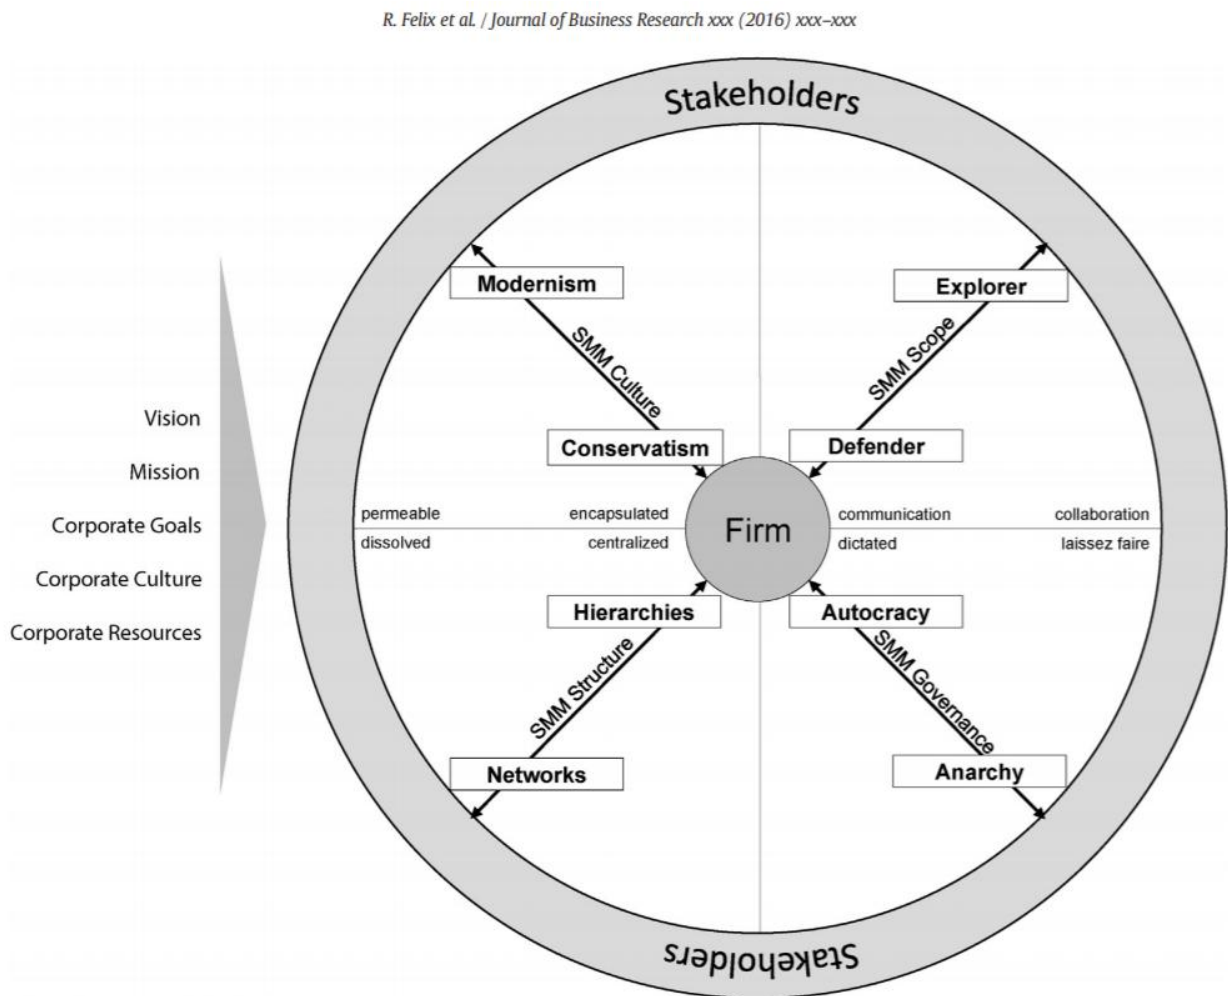 R. Felix et al. / Journal of Business Research xxx (2016) xxx–xxx
Stakeholders
Modernism
Explorer
SMM Culture
SMM Scope
Conservatism
Defender
Vision
Mission
Corporate Goals
Corporate Culture
Corporate Resources
permeable
encapsulated
communication
collaboration
Firm
dissolved
centralized
dictated
laissez faire
Hierarchies
Autocracy
SMM Structure
SMM Governance
Networks
Anarchy
Stakeholders